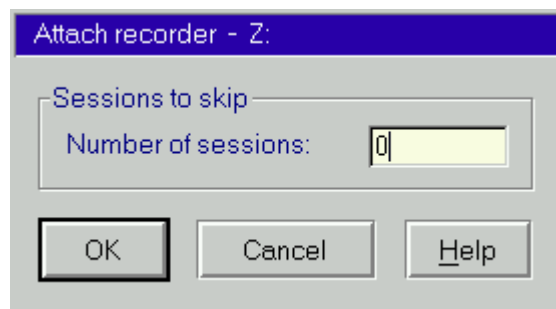 Attach recorder - Z:
Sessions to skip
Number of sessions: 0
OK Cancel Help